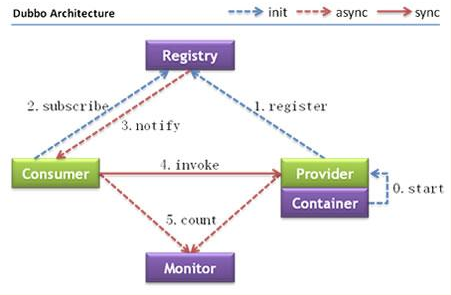 Dubbo Architecture
init
async
sync
Registry
2. subscribe
1. register
3. notify
4. invoke
Consumer
Provider
0. start
Container
5. count
Monitor